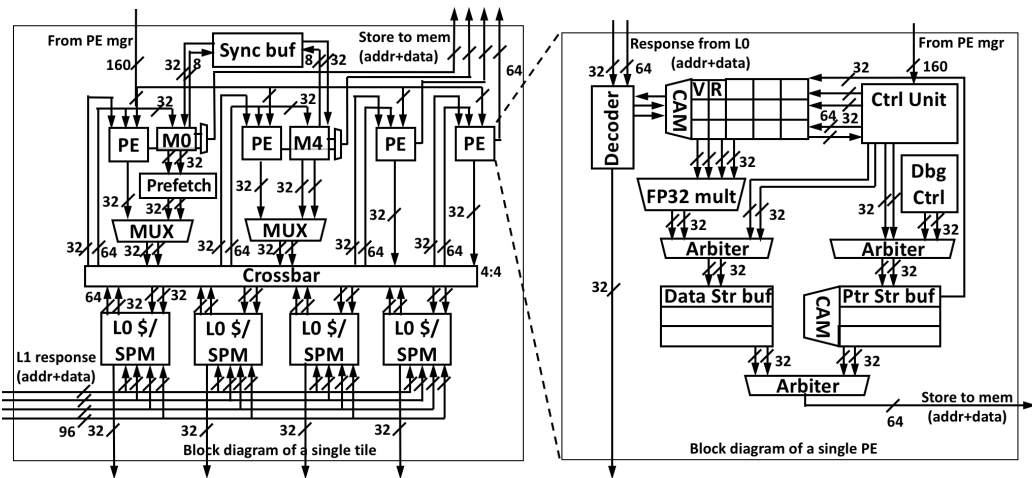 From PE mgr
160
32
8
Sync buf
8
32
Store to mem
(addr+data)
64
32
32
PE
M0
PE
M4
PE
PE
32
Prefetch
32
32
32
32
32
32
MUX
MUX
32
64
32
32
64
32
32
64
32
64
Crossbar
4:4
64
32
32
L0 $/
SPM
L0 $/
SPM
L0 $/
SPM
L0 $/
SPM
L1 response
(addr+data)
96
32
32
32
32
Block diagram of a single tile
Response from L0
(addr+data)
32
64
From PE mgr
160
Decoder
CAM
V R
32
64
32
Ctrl Unit
32
FP32 mult
Dbg
Ctrl
32
32
32
32
Arbiter
Arbiter
32
32
32
Data Str buf
CAM
Ptr Str buf
32
32
Arbiter
64
Store to mem
(addr+data)
Block diagram of a single PE